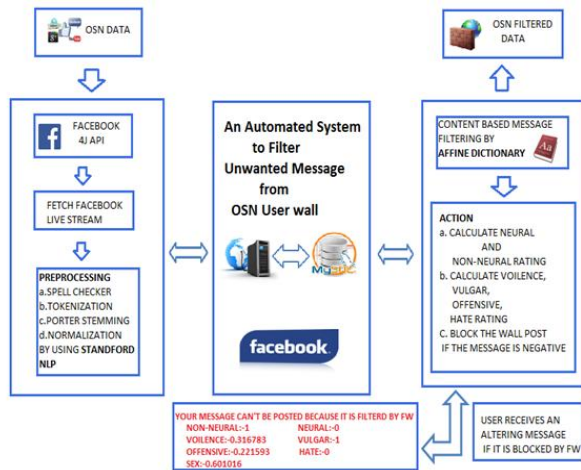 OSN DATA
FACEBOOK
4J API
FETCH FACEBOOK
LIVE STREAM
PREPROCESSING
a.SPELL CHECKER
b.TOKENIZATION
c.PORTER STEMMING
d.NORMALIZATION
BY USING STANDFORD
NLP
An Automated System
to Filter
Unwanted Message
from
OSN User wall
facebook
OSN FILTERED
DATA
CONTENT BASED MESSAGE
FILTERING BY
AFFINE DICTIONARY
Aa
ACTION
a. CALCULATE NEURAL
AND
NON-NEURAL RATING
b. CALCULATE VOILENCE,
VULGAR,
OFFENSIVE,
HATE RATING
C. BLOCK THE WALL POST
IF THE MESSAGE IS NEGATIVE
YOUR MESSAGE CAN'T BE POSTED BECAUSE IT IS FILTERD BY FW
NON-NEURAL:-1 NEURAL:-0
VOILENCE:-0.316783 VULGAR:-1
OFFENSIVE:-0.221593 HATE:-0
SEX:-0.601016
USER RECEIVES AN
ALTERING MESSAGE
IF IT IS BLOCKED BY FW